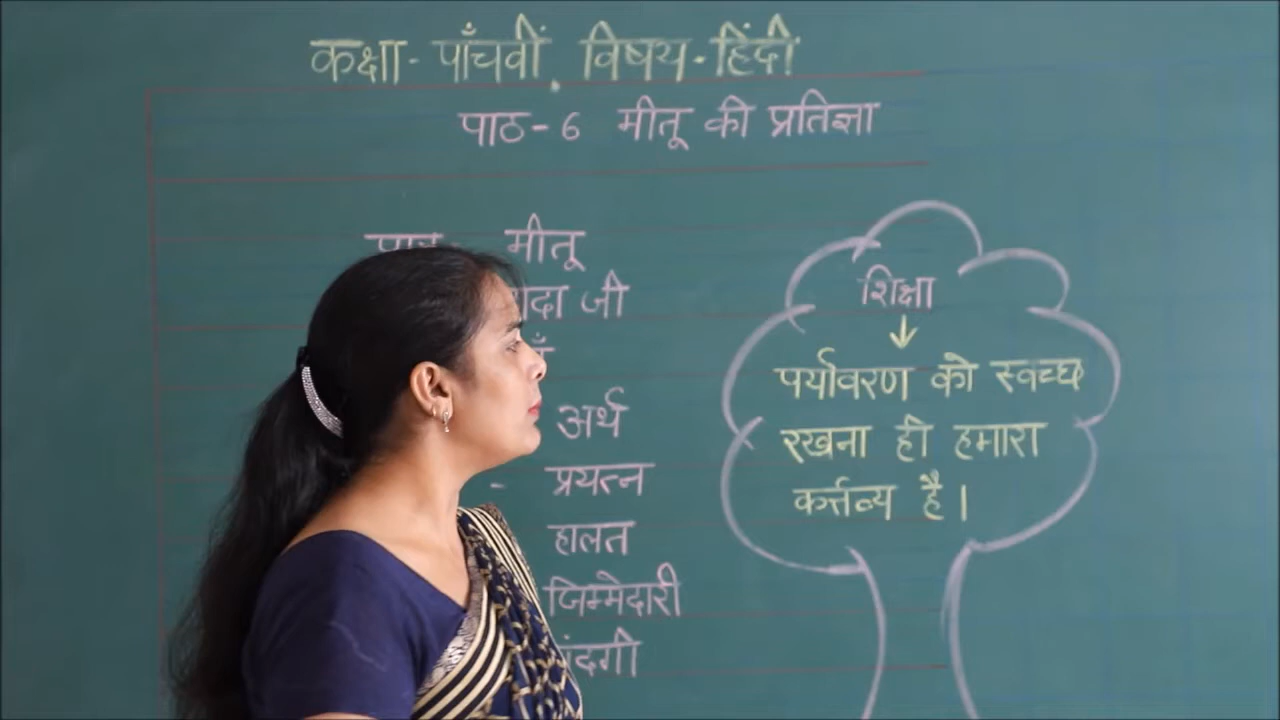 कक्षा - पाँचवीं, विषय - हिंदी
पाठ - 6 मीतू की प्रतिज्ञा
पात्र मीतू
जी
अर्थ
- प्रयत्न
हालत
जिम्मेदारी
शिक्षा
पर्यावरण को स्वच्छ
रखना ही हमारा
कर्त्तव्य है।